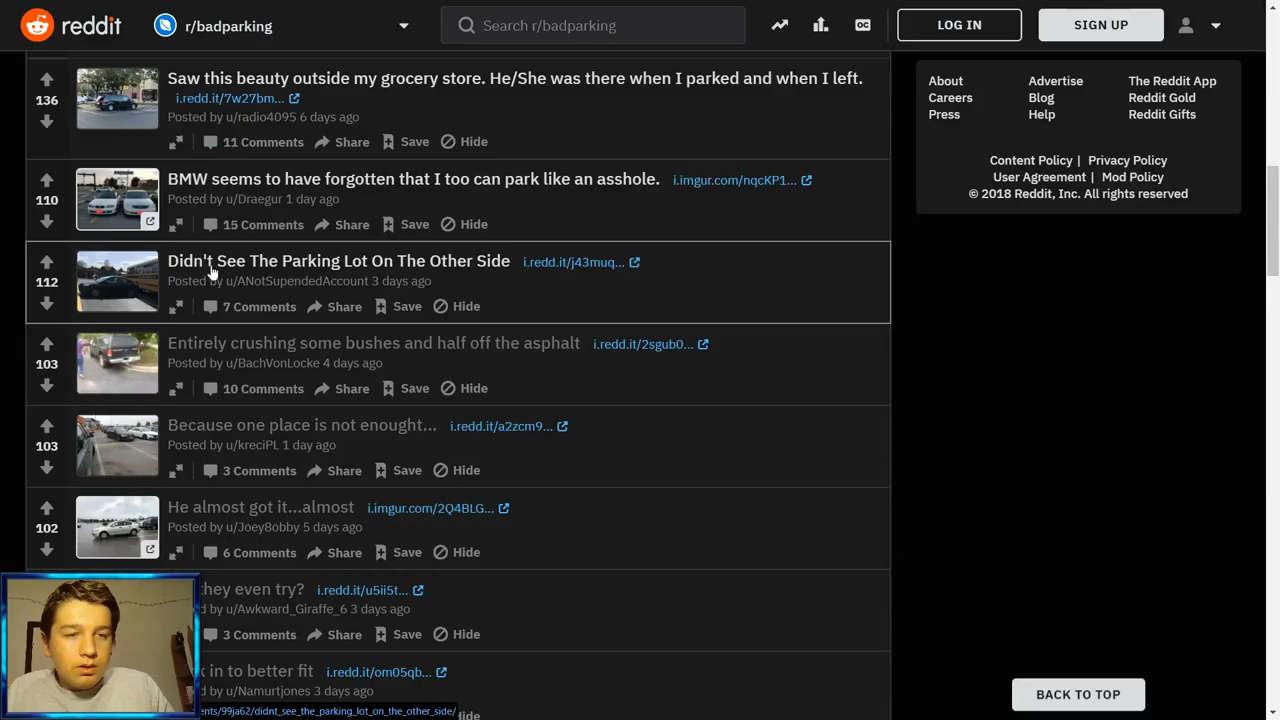 reddit r/badparking Search r/badparking LOG IN SIGN UP
136
Saw this beauty outside my grocery store. He/She was there when I parked and when I left.
i.redd.it/7w27bm...
Posted by u/radio4095 6 days ago
11 Comments Share Save Hide
110
BMW seems to have forgotten that I too can park like an asshole. i.imgur.com/nqcKP1...
Posted by u/Draegur 1 day ago
15 Comments Share Save Hide
112
Didn't See The Parking Lot On The Other Side i.redd.it/j43muq...
Posted by u/ANotSupendedAccount 3 days ago
7 Comments Share Save Hide
103
Entirely crushing some bushes and half off the asphalt i.redd.it/2sgub0...
Posted by u/BachVonLocke 4 days ago
10 Comments Share Save Hide
103
Because one place is not enought... i.redd.it/a2zcm9...
Posted by u/kreciPL 1 day ago
3 Comments Share Save Hide
102
He almost got it...almost i.imgur.com/2Q4BLG...
Posted by u/Joey8obby 5 days ago
6 Comments Share Save Hide
they even try? i.redd.it/u5ii5t...
u/Awkward_Giraffe_6 3 days ago
3 Comments Share Save Hide
in to better fit i.redd.it/om05qb...
u/Namurtjones 3 days ago
ents/99ja62/didnt_see_the_parking_lot_on_the_other_side/
About Advertise The Reddit App
Careers Blog Reddit Gold
Press Help Reddit Gifts
Content Policy | Privacy Policy
User Agreement | Mod Policy
© 2018 Reddit, Inc. All rights reserved
BACK TO TOP